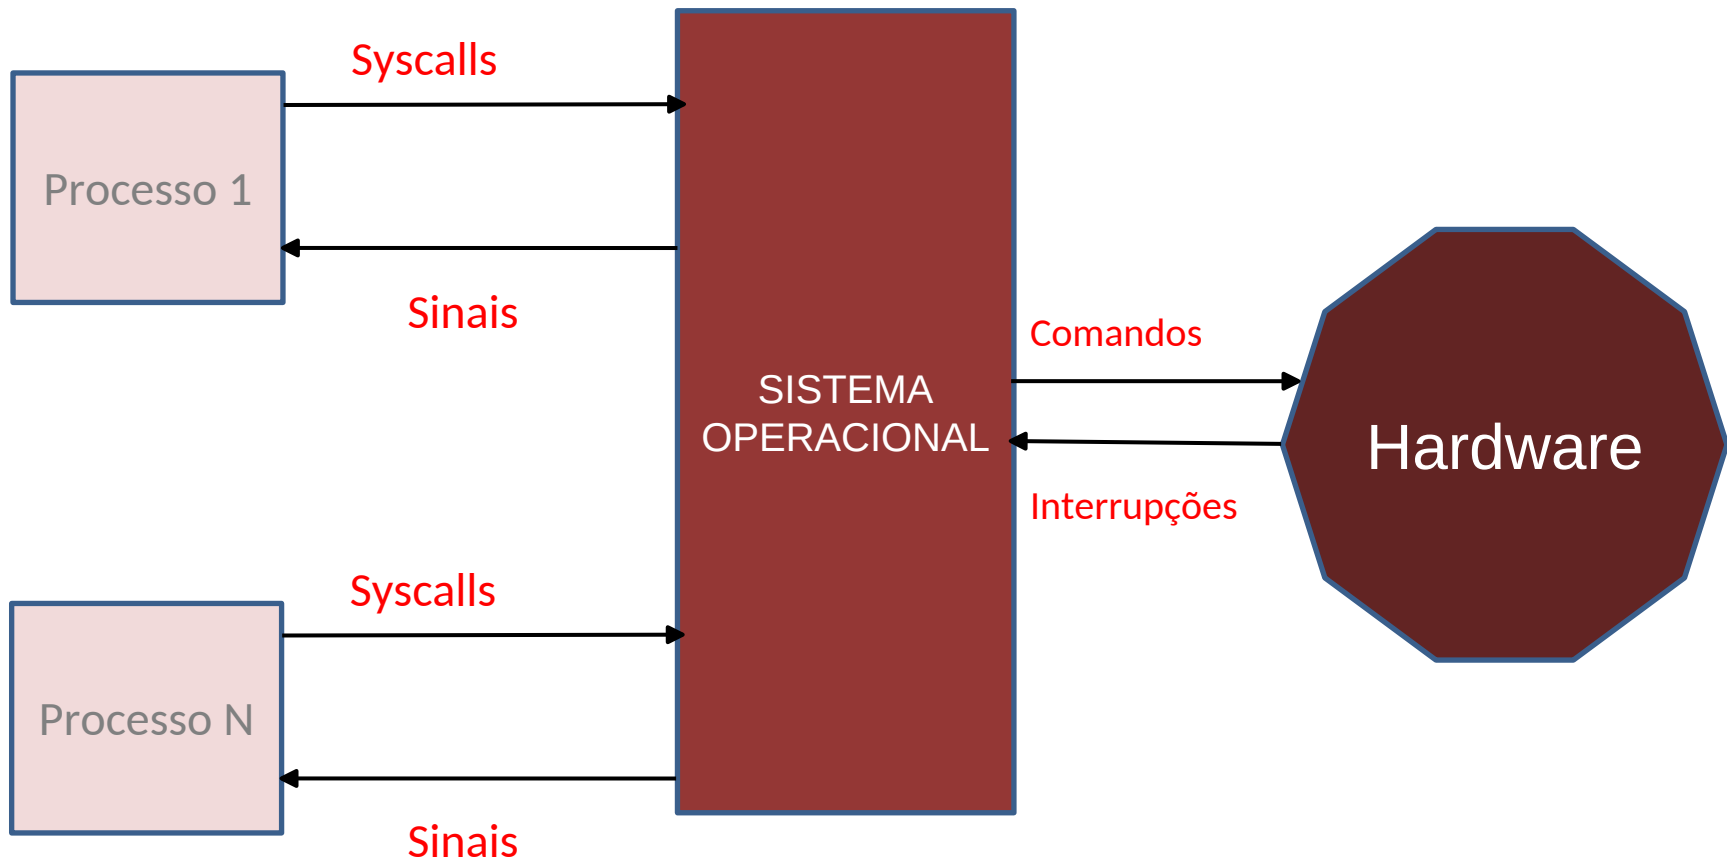 Syscalls
Processo 1
Sinais
SISTEMA
OPERACIONAL
Comandos
Hardware
Interrupções
Syscalls
Processo N
Sinais